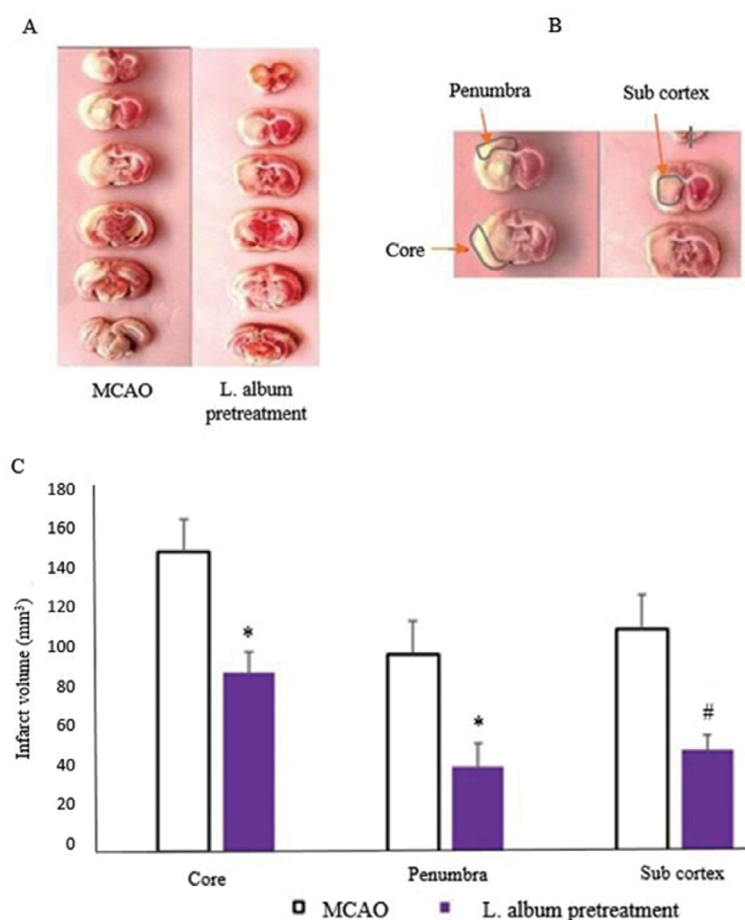 A
B
Penumbra
Sub cortex
Core
MCAO
L. album
pretreatment
C
180
160
140
120
100
80
60
40
20
0
Infarct volume (mm³)
*
*
#
Core
Penumbra
Sub cortex
MCAO
L. album pretreatment